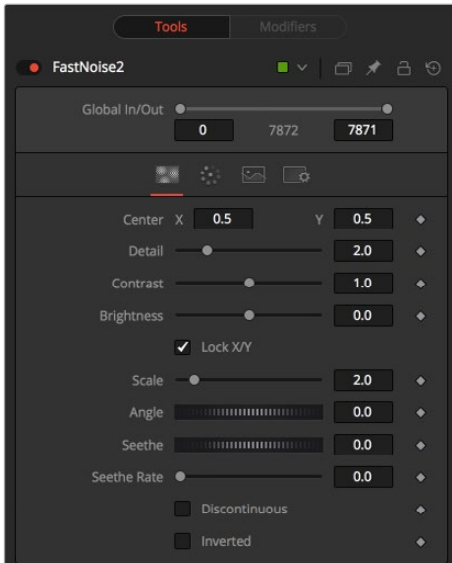 Tools Modifiers
FastNoise2
Global In/Out
0 7872 7871
Center X 0.5 Y 0.5
Detail 2.0
Contrast 1.0
Brightness 0.0
Lock X/Y
Scale 2.0
Angle 0.0
Seethe 0.0
Seethe Rate 0.0
Discontinuous
Inverted